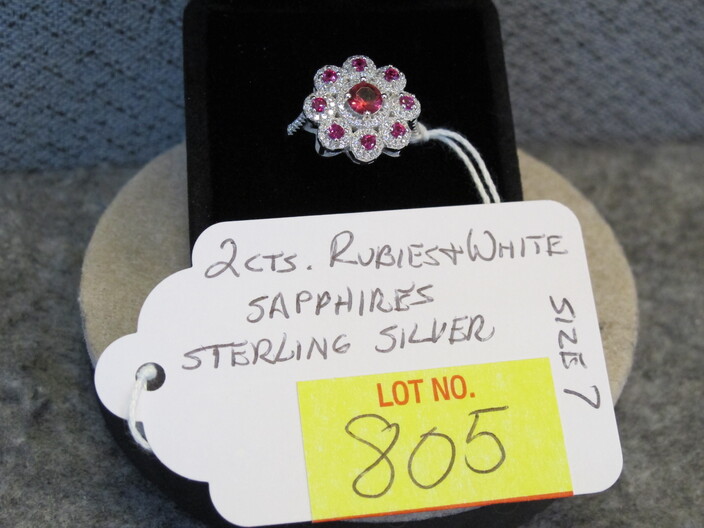 2CTS. RUBIES & WHITE
SAPPHIRES
STERLING SILVER
SIZE 7
LOT NO.
805